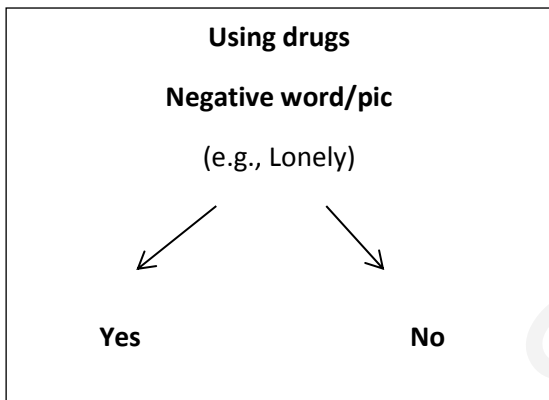 Using drugs
Negative word/pic
(e.g., Lonely)
Yes No